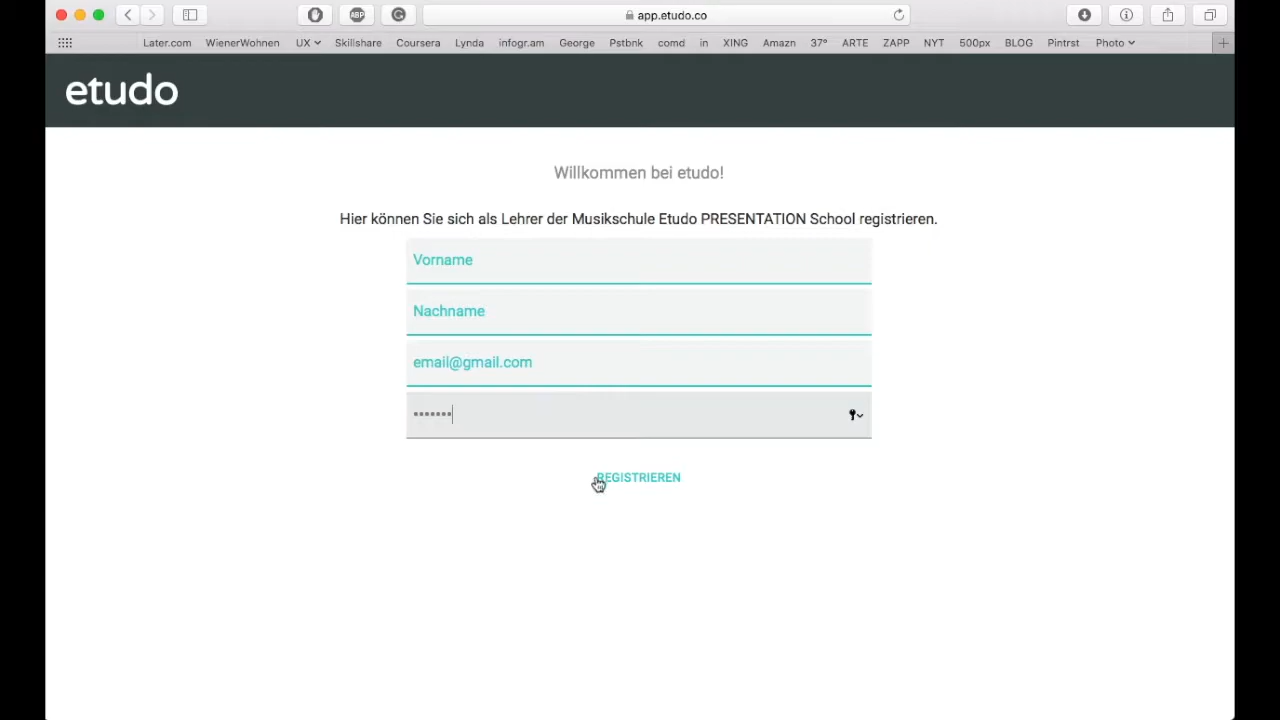 app.etudo.co
ABP
Later.com WienerWohnen UX Skillshare Coursera Lynda infogr.am George Pstbnk comd in XING Amazn 37° ARTE ZAPP NYT 500px BLOG Pintrst Photo
etudo
Willkommen bei etudo!
Hier können Sie sich als Lehrer der Musikschule Etudo PRESENTATION School registrieren.
Vorname
Nachname
email@gmail.com
•••••••
REGISTRIEREN